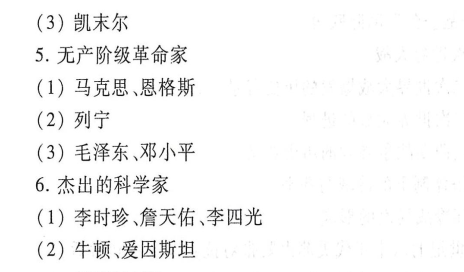 (3) 凯末尔
5. 无产阶级革命家
(1) 马克思、恩格斯
(2) 列宁
(3) 毛泽东、邓小平
6. 杰出的科学家
(1) 李时珍、詹天佑、李四光
(2) 牛顿、爱因斯坦